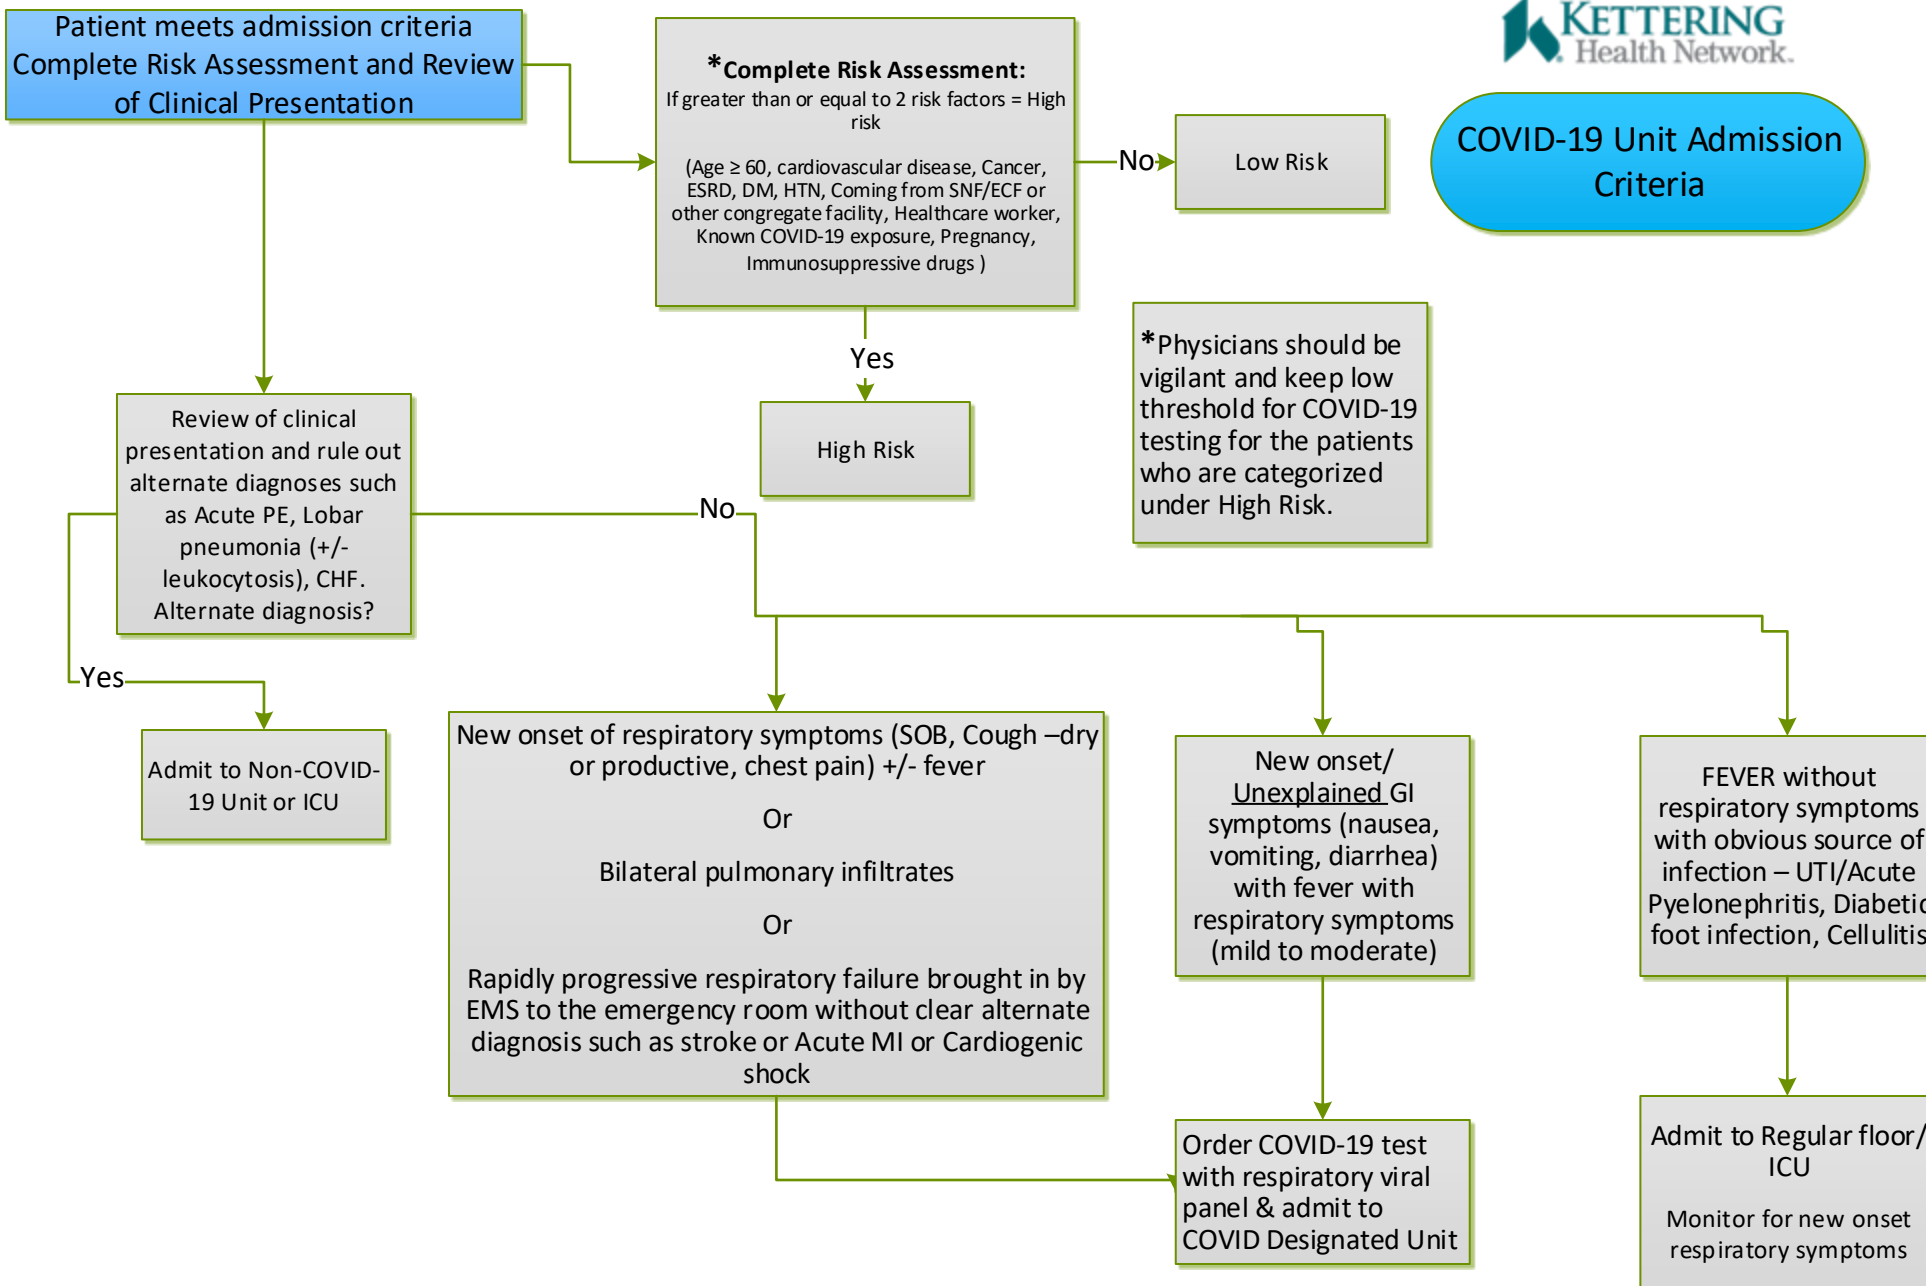 Patient meets admission criteria
Complete Risk Assessment and Review
of Clinical Presentation
*Complete Risk Assessment:
If greater than or equal to 2 risk factors = High
risk
(Age ≥ 60, cardiovascular disease, Cancer,
ESRD, DM, HTN, Coming from SNF/ECF or
other congregate facility, Healthcare worker,
Known COVID-19 exposure, Pregnancy,
Immunosuppressive drugs )
No
Low Risk
KETTERING
Health Network.
COVID-19 Unit Admission
Criteria
Yes
High Risk
*Physicians should be
vigilant and keep low
threshold for COVID-19
testing for the patients
who are categorized
under High Risk.
Review of clinical
presentation and rule out
alternate diagnoses such
as Acute PE, Lobar
pneumonia (+/-
leukocytosis), CHF.
Alternate diagnosis?
No
Yes
Admit to Non-COVID-
19 Unit or ICU
New onset of respiratory symptoms (SOB, Cough –dry
or productive, chest pain) +/- fever
Or
Bilateral pulmonary infiltrates
Or
Rapidly progressive respiratory failure brought in by
EMS to the emergency room without clear alternate
diagnosis such as stroke or Acute MI or Cardiogenic
shock
New onset/
Unexplained GI
symptoms (nausea,
vomiting, diarrhea)
with fever with
respiratory symptoms
(mild to moderate)
FEVER without
respiratory symptoms
with obvious source of
infection – UTI/Acute
Pyelonephritis, Diabetic
foot infection, Cellulitis
Order COVID-19 test
with respiratory viral
panel & admit to
COVID Designated Unit
Admit to Regular floor/
ICU
Monitor for new onset
respiratory symptoms